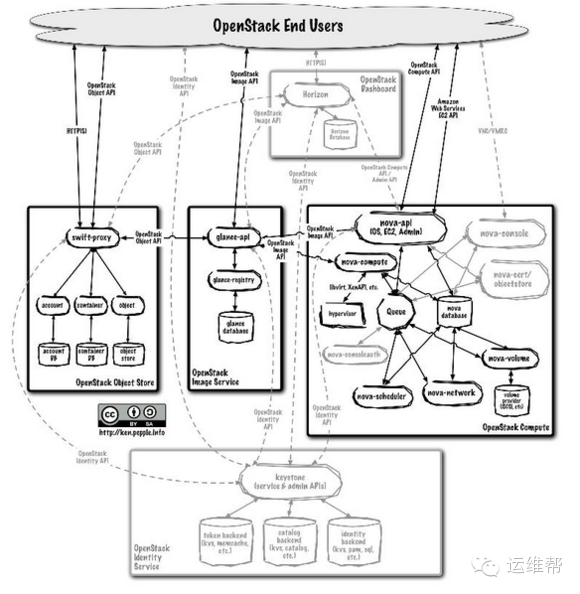 OpenStack End Users
OpenStack
Object API
OpenStack
Identity
API
OpenStack
Image API
HTTP(S)
OpenStack
Compute API
Amazon
Web Services
EC2 API
HTTP(S)
VNC/VMRC
OpenStack
Dashboard
Horizon
Horizon
Database
OpenStack
Image API
OpenStack
Object API
OpenStack
Identity
API
OpenStack Compute
API/
Admin API
swift-proxy
OpenStack
Object API
glance-api
OpenStack
Image API
OpenStack
Image
API
nova-api
(OS, EC2, Admin)
nova-console
nova-compute
nova-cert/
objectstore
libvirt, XenAPI, etc.
glance-registry
account
container
object
hypervisor
Queue
nova
database
glance
database
nova-consoleauth
nova-volume
account
DB
container
DB
object
store
nova-scheduler
nova-network
volume
provider
(iSCSI, etc)
OpenStack Object Store
OpenStack
Image Service
OpenStack Compute
OpenStack
Identity API
OpenStack
Identity
API
cc
BY SA
http://ken.pepple.info
OpenStack
Identity API
keystone
(service & admin APIs)
token backend
(kvs, memcache,
etc.)
catalog
backend
(kvs, catalog,
etc.)
identity
backend
(kvs, pam, sql,
etc.)
OpenStack
Identity
Service
运维帮